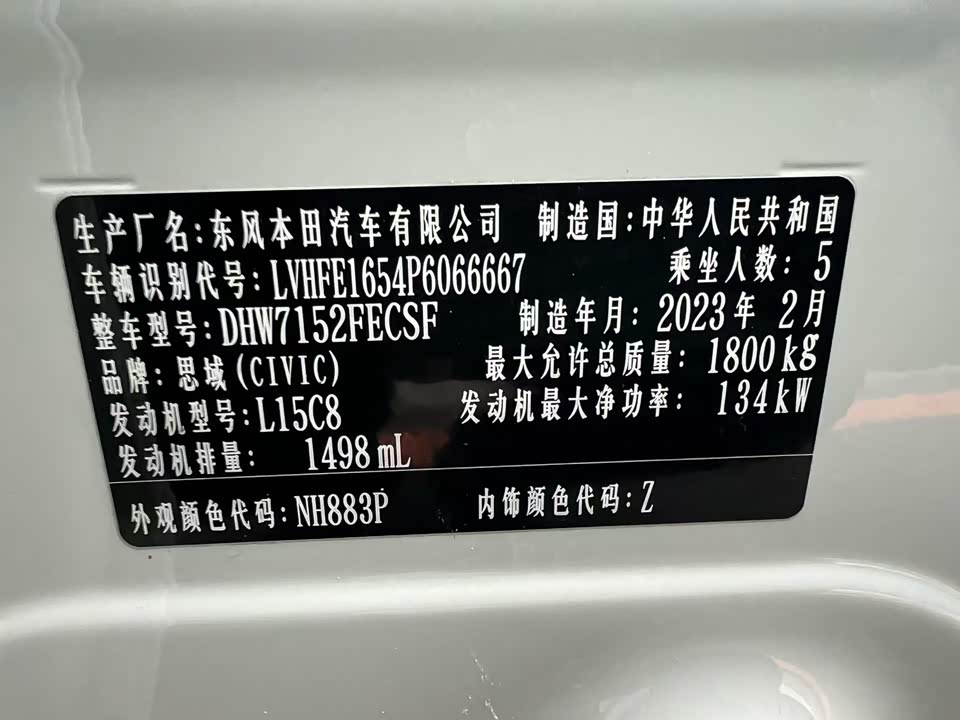 生产厂名:东风本田汽车有限公司 制造国:中华人民共和国
车辆识别代号:LVHFE1654P6066667 乘坐人数: 5
整车型号:DHW7152FECSF 制造年月: 2023年 2月
品牌: 思域(CIVIC) 最大允许总质量: 1800kg
发动机型号:L15C8 发动机最大净功率: 134kW
发动机排量: 1498mL
外观颜色代码:NH883P 内饰颜色代码:Z